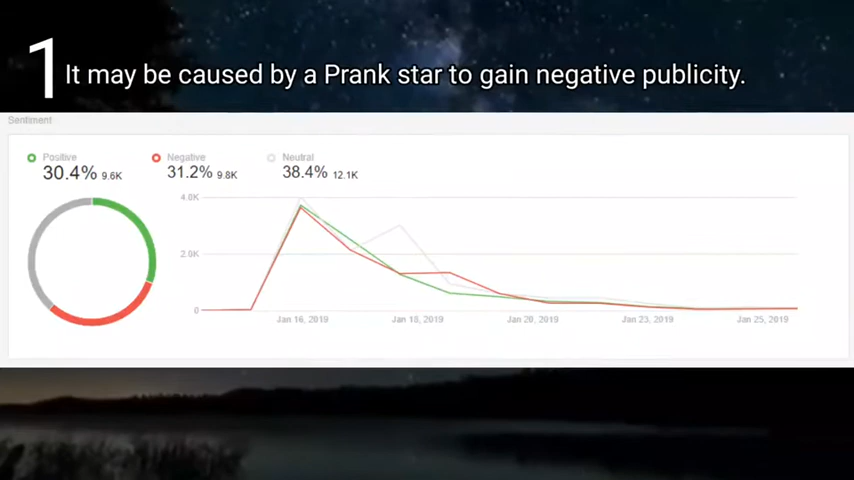 1 It may be caused by a Prank star to gain negative publicity.
Sentiment
Positive Negative Neutral
30.4% 9.6K 31.2% 9.8K 38.4% 12.1K
4.0K
2.0K
0
Jan 16, 2019 Jan 18, 2019 Jan 20, 2019 Jan 23, 2019 Jan 25, 2019